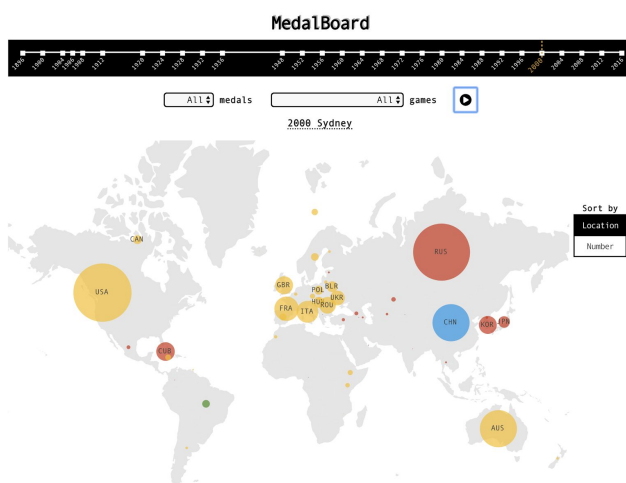 MedalBoard
1896 1900 1904 1906 1908 1912 1920 1924 1928 1932 1936 1948 1952 1956 1960 1964 1968 1972 1976 1980 1984 1988 1992 1996 2000 2004 2008 2012 2016
All medals All games
2000 Sydney
Sort by
Location
Number
CAN
RUS
USA
GBR
POL BLR
HUN UKR
FRA ITA ROU
CHN KOR JPN
CUB
AUS